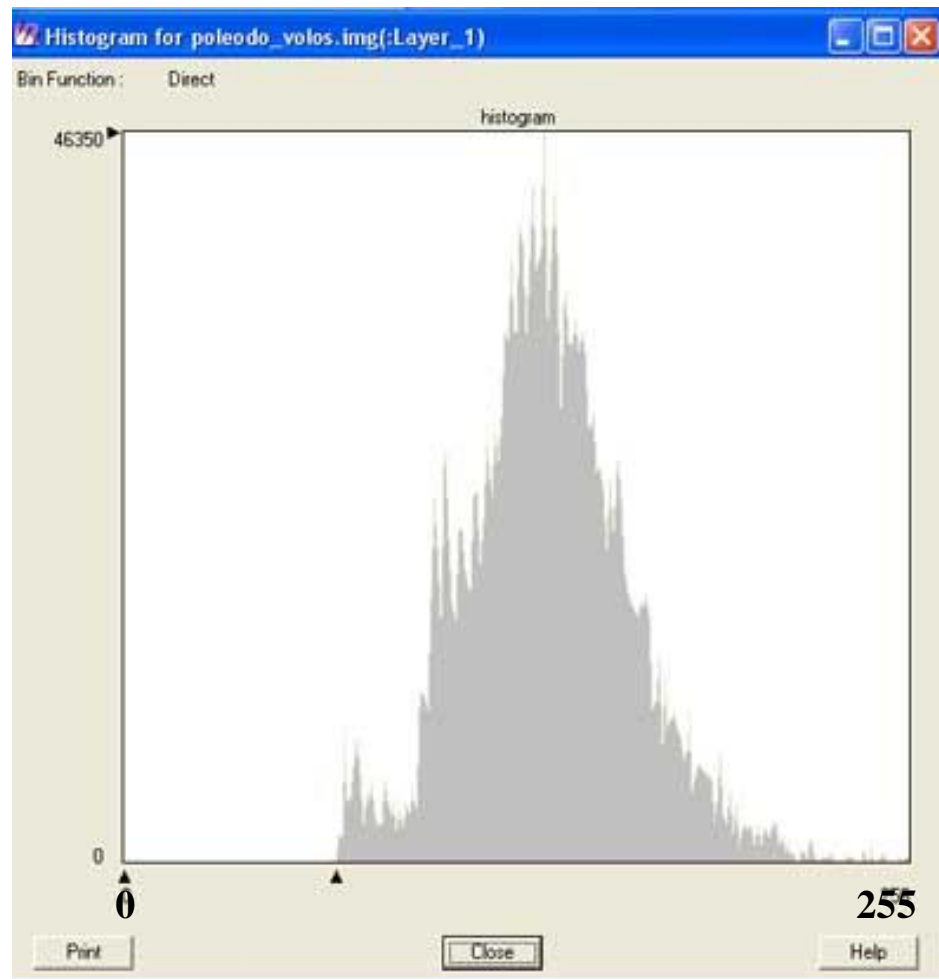 Histogram for poleodo_volos.img(:Layer_1)
Bin Function : Direct
histogram
46350
0
0 255
Print Close Help